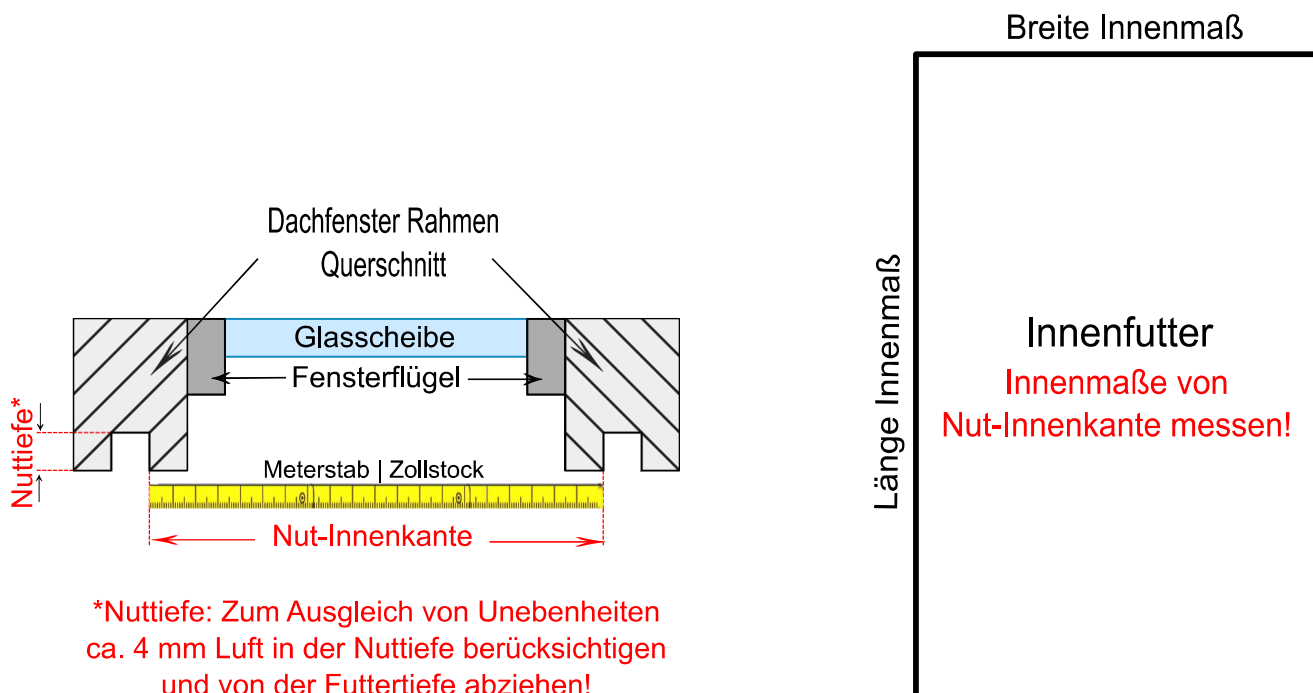 Breite Innenmaß
Dachfenster Rahmen
Querschnitt
Glasscheibe
Fensterflügel
Nuttiefe*
Meterstab | Zollstock
Nut-Innenkante
*Nuttiefe: Zum Ausgleich von Unebenheiten
ca. 4 mm Luft in der Nuttiefe berücksichtigen
und von der Futtertiefe abziehen!
Länge Innenmaß
Innenfutter
Innenmaße von
Nut-Innenkante messen!